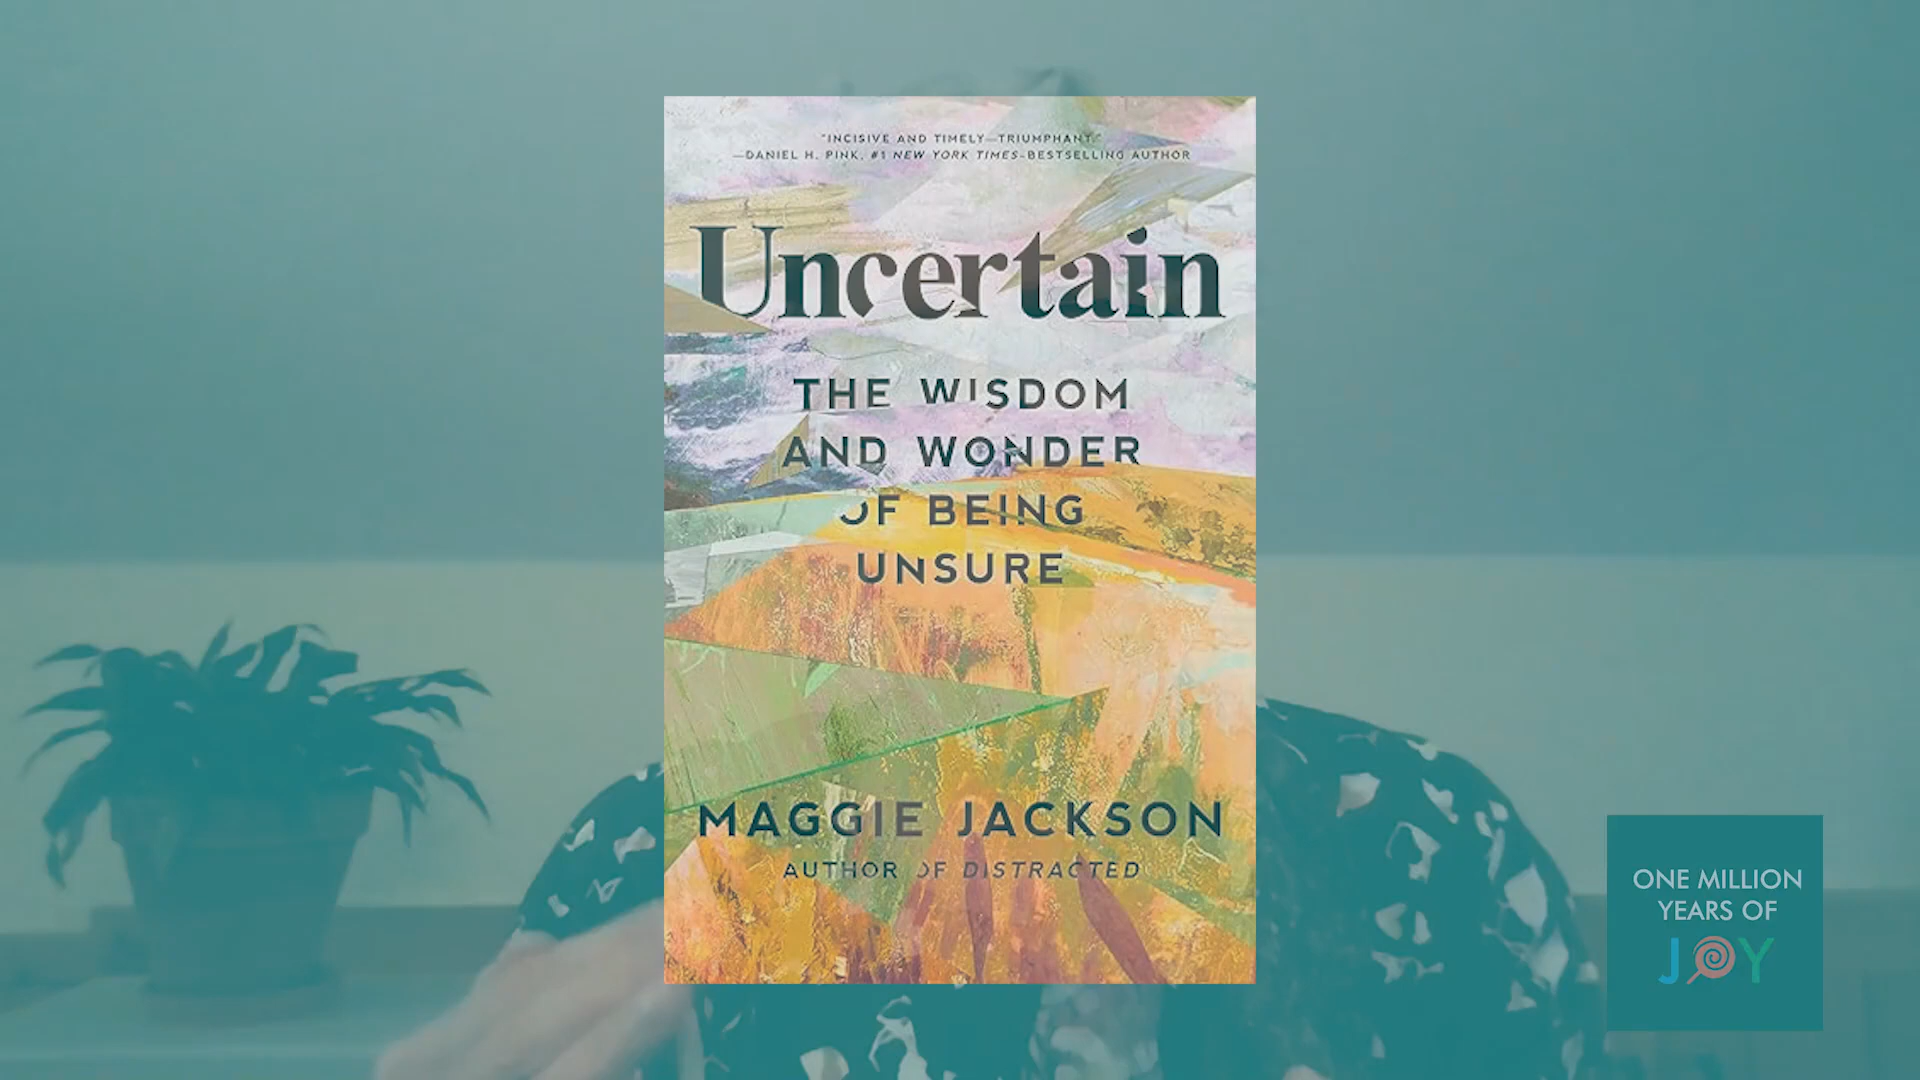 "INCISIVE AND TIMELY—TRIUMPHANT."
—DANIEL H. PINK, #1 NEW YORK TIMES-BESTSELLING AUTHOR
Uncertain
THE WISDOM
AND WONDER
OF BEING
UNSURE
MAGGIE JACKSON
AUTHOR OF DISTRACTED
ONE MILLION
YEARS OF
JOY